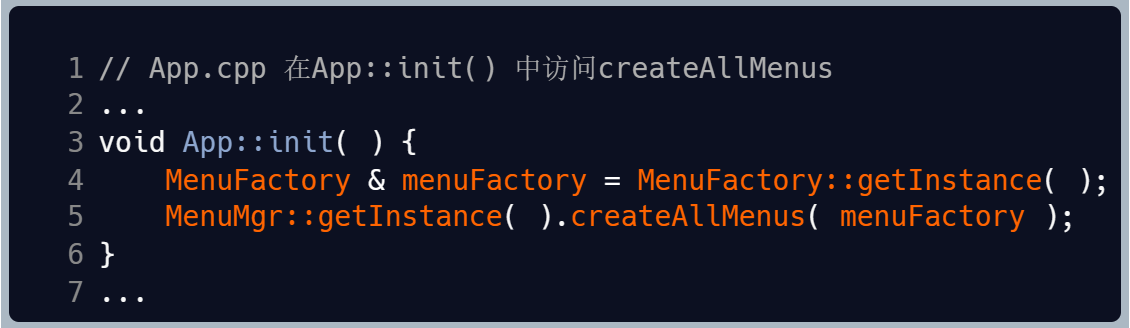 1 // App.cpp 在App::init() 中访问createAllMenus
2 ...
3 void App::init( ) {
4     MenuFactory & menuFactory = MenuFactory::getInstance( );
5     MenuMgr::getInstance( ).createAllMenus( menuFactory );
6 }
7 ...